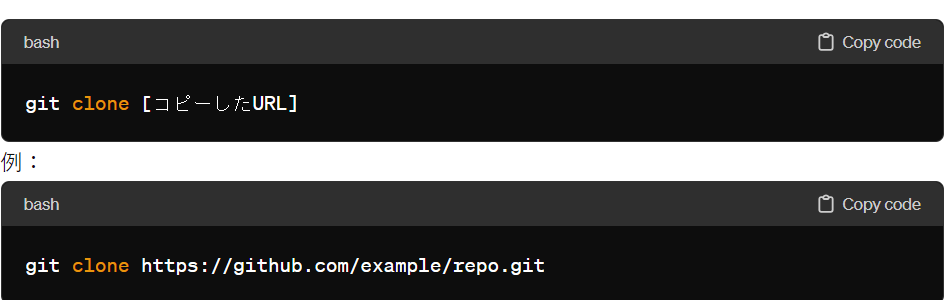 bash
Copy code
git clone [コピーしたURL]
例：
bash
Copy code
git clone https://github.com/example/repo.git